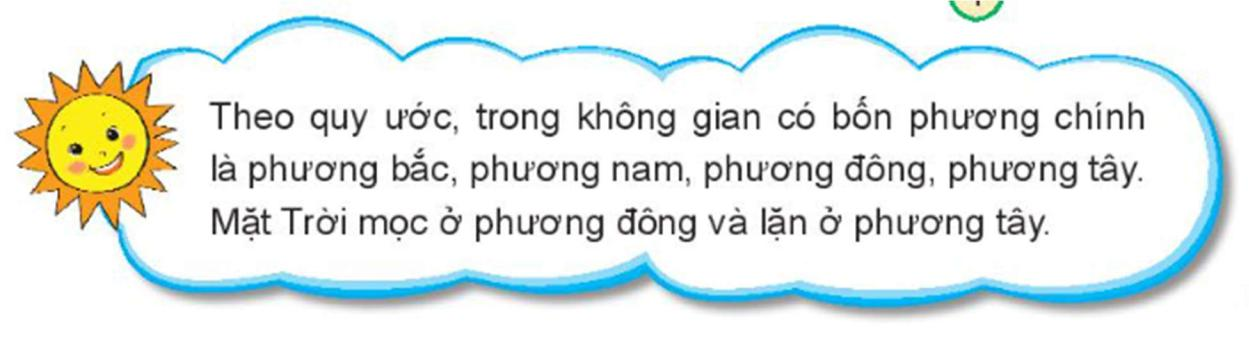 Theo quy ước, trong không gian có bốn phương chính
là phương bắc, phương nam, phương đông, phương tây.
Mặt Trời mọc ở phương đông và lặn ở phương tây.